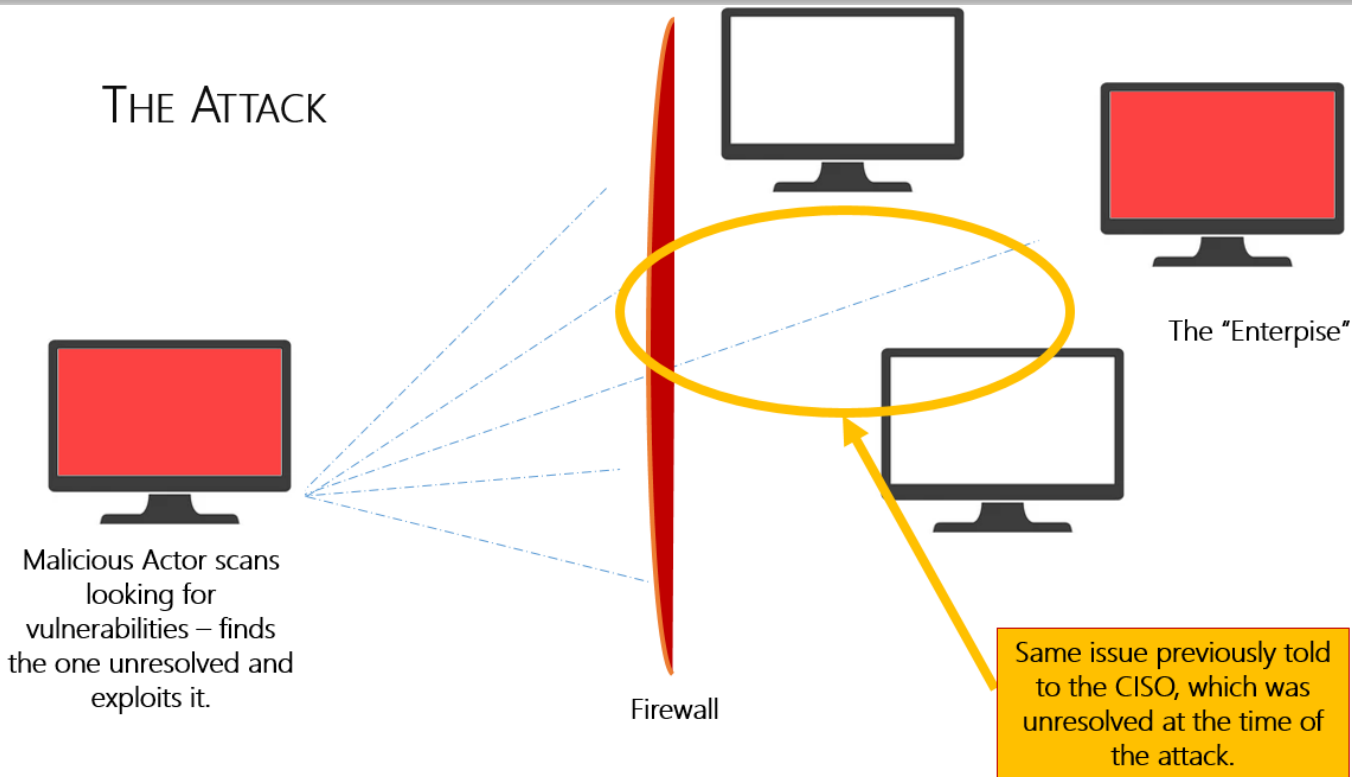 THE ATTACK
The “Enterpise”
Malicious Actor scans
looking for
vulnerabilities – finds
the one unresolved and
exploits it.
Firewall
Same issue previously told
to the CISO, which was
unresolved at the time of
the attack.